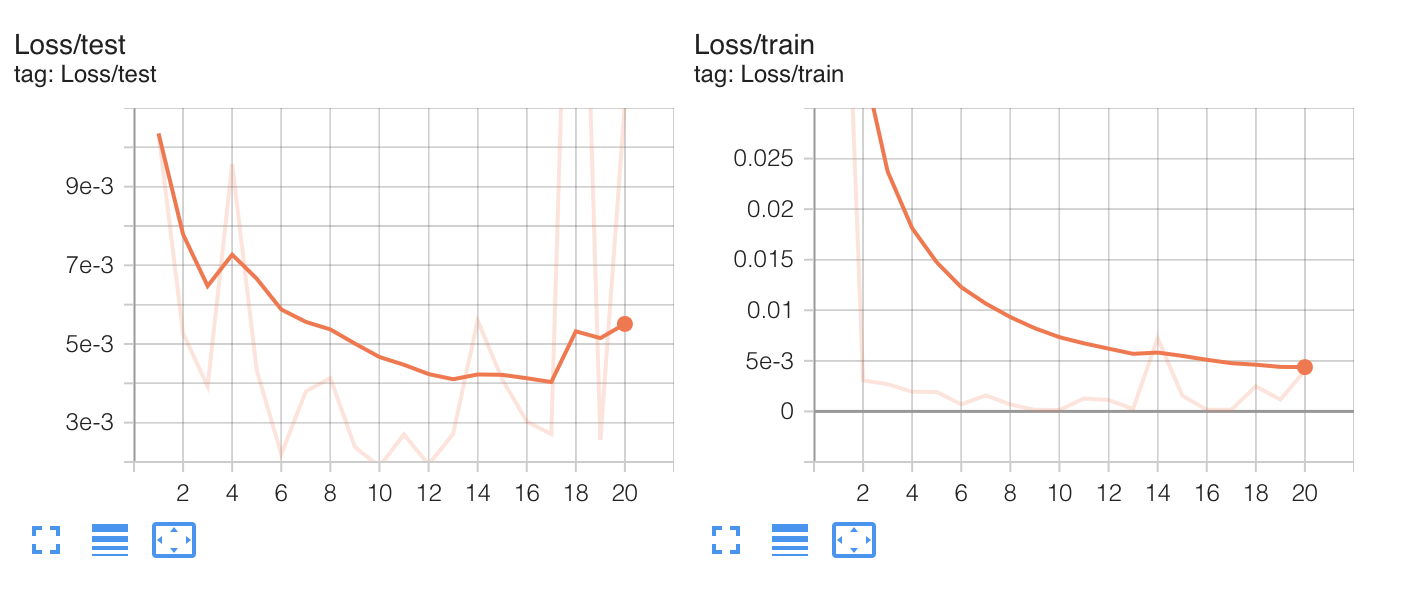 Loss/test
tag: Loss/test
9e-3
7e-3
5e-3
3e-3
2 4 6 8 10 12 14 16 18 20
Loss/train
tag: Loss/train
0.025
0.02
0.015
0.01
5e-3
0
2 4 6 8 10 12 14 16 18 20